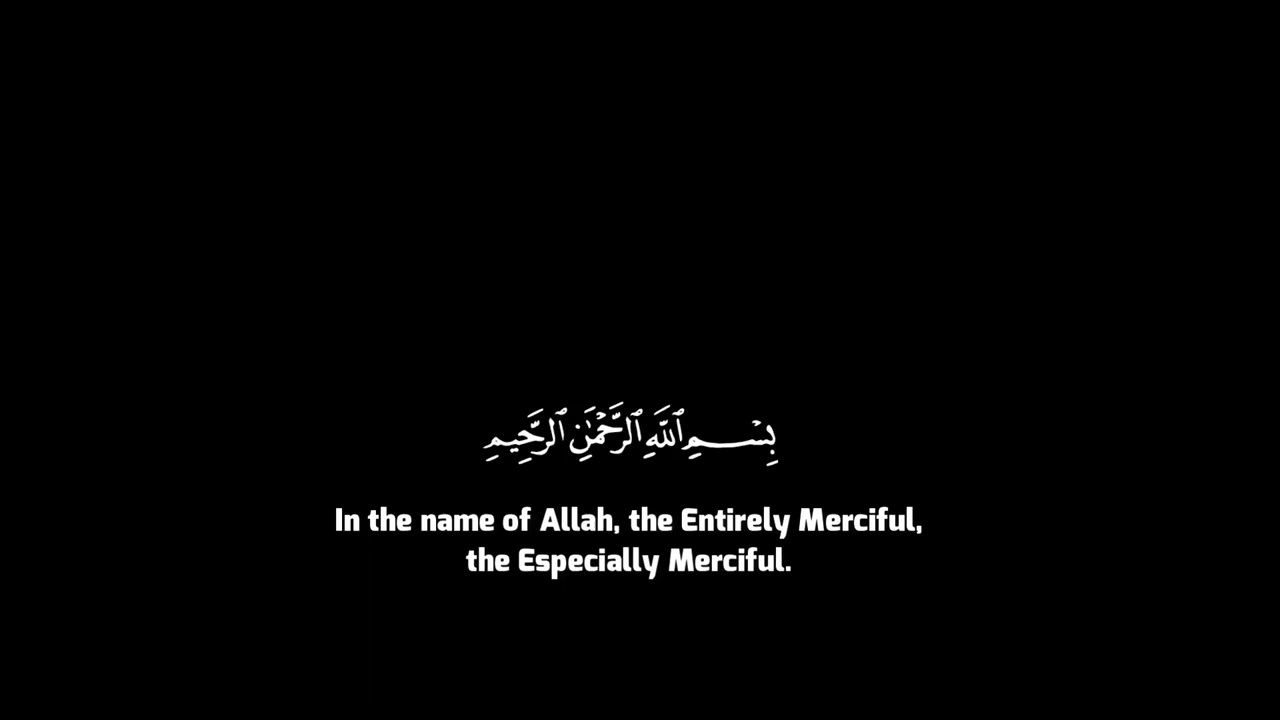 بِسْمِ ٱللَّهِ ٱلرَّحْمَٰنِ ٱلرَّحِيمِ
In the name of Allah, the Entirely Merciful,
the Especially Merciful.